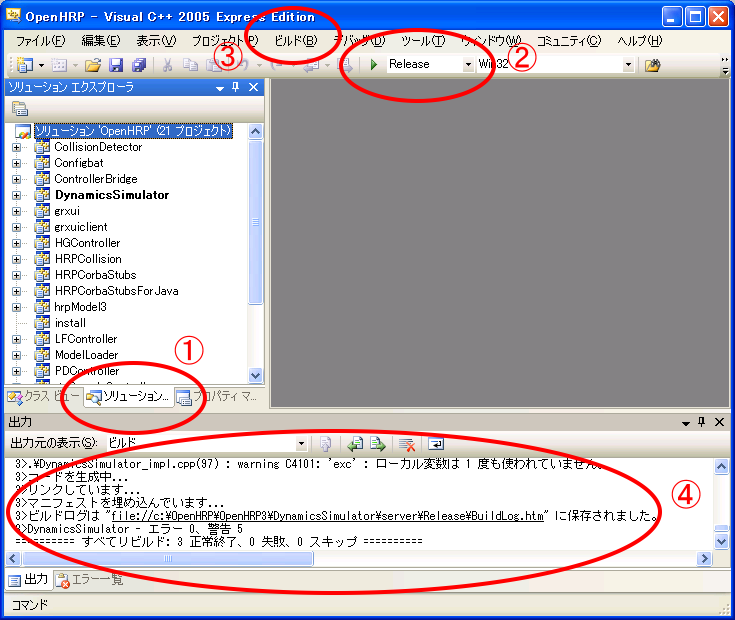 OpenHRP - Visual C++ 2005 Express Edition
ファイル(F) 編集(E) 表示(V) プロジェクト(P) ビルド(B) デバッグ(D) ツール(T) ウィンドウ(W) コミュニティ(C) ヘルプ(H)
③ Release ② Win32
ソリューション エクスプローラ
ソリューション 'OpenHRP' (21 プロジェクト)
CollisionDetector
Configbat
ControllerBridge
DynamicsSimulator
grxui
grxuiclient
HGController
HRPCollision
HRPCorbaStubs
HRPCorbaStubsForJava
hrpModel3
install
LFController
ModelLoader
PDController
①
クラス ビュー ソリューション... プロパティ マ...
出力
出力元の表示(S): ビルド
3>.¥DynamicsSimulator_impl.cpp(97) : warning C4101: 'exc' : ローカル変数は 1 度も使われていません。
3>コードを生成中...
3>リンクしています...
3>マニフェストを埋め込んでいます...
3>ビルドログは "file://c:¥OpenHRP¥OpenHRP3¥DynamicsSimulator¥server¥Release¥BuildLog.htm" に保存されました。
3>DynamicsSimulator - エラー 0、警告 5
========== すべてリビルド: 3 正常終了、0 失敗、0 スキップ ==========
④
出力 エラー一覧
コマンド